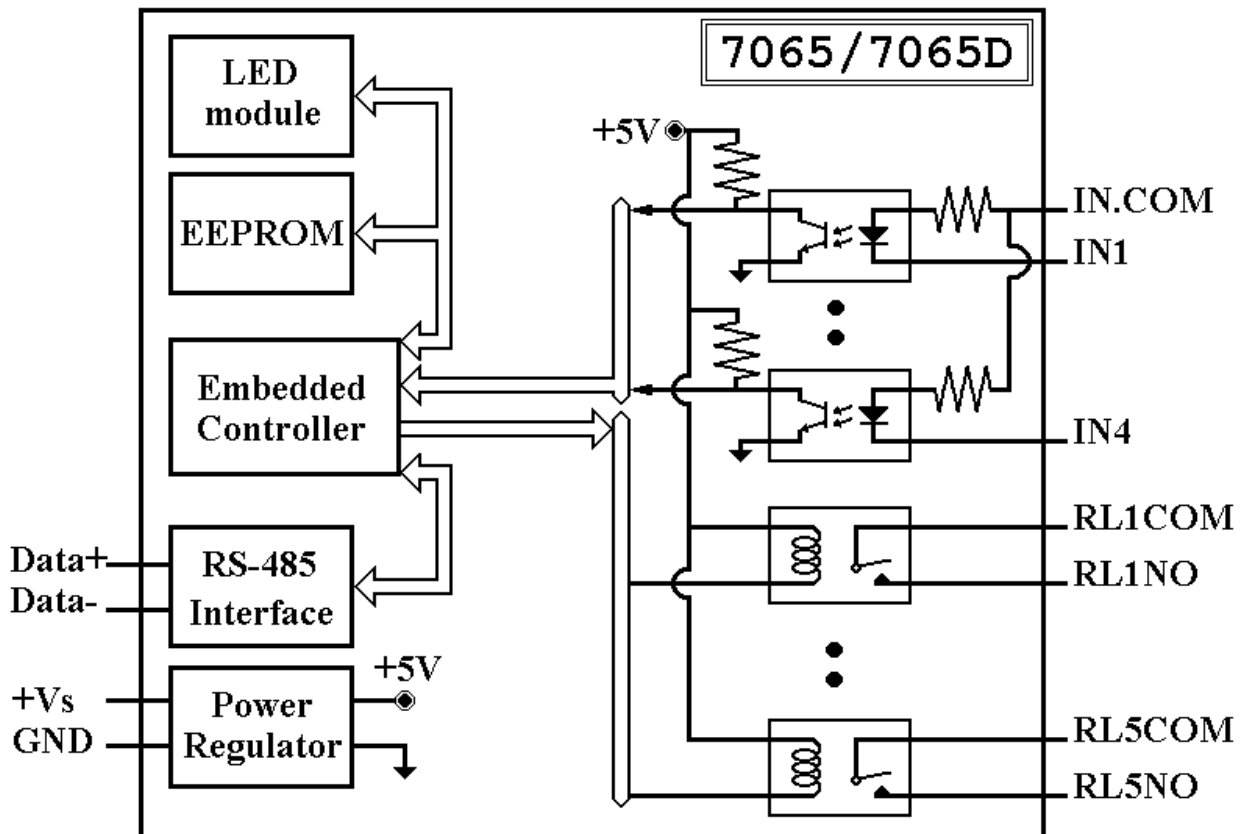 7065/7065D
LED
module
EEPROM
Embedded
Controller
RS-485
Interface
Power
Regulator
Data+
Data-
+Vs
GND
+5V
+5V
IN.COM
IN1
IN4
RL1COM
RL1NO
RL5COM
RL5NO